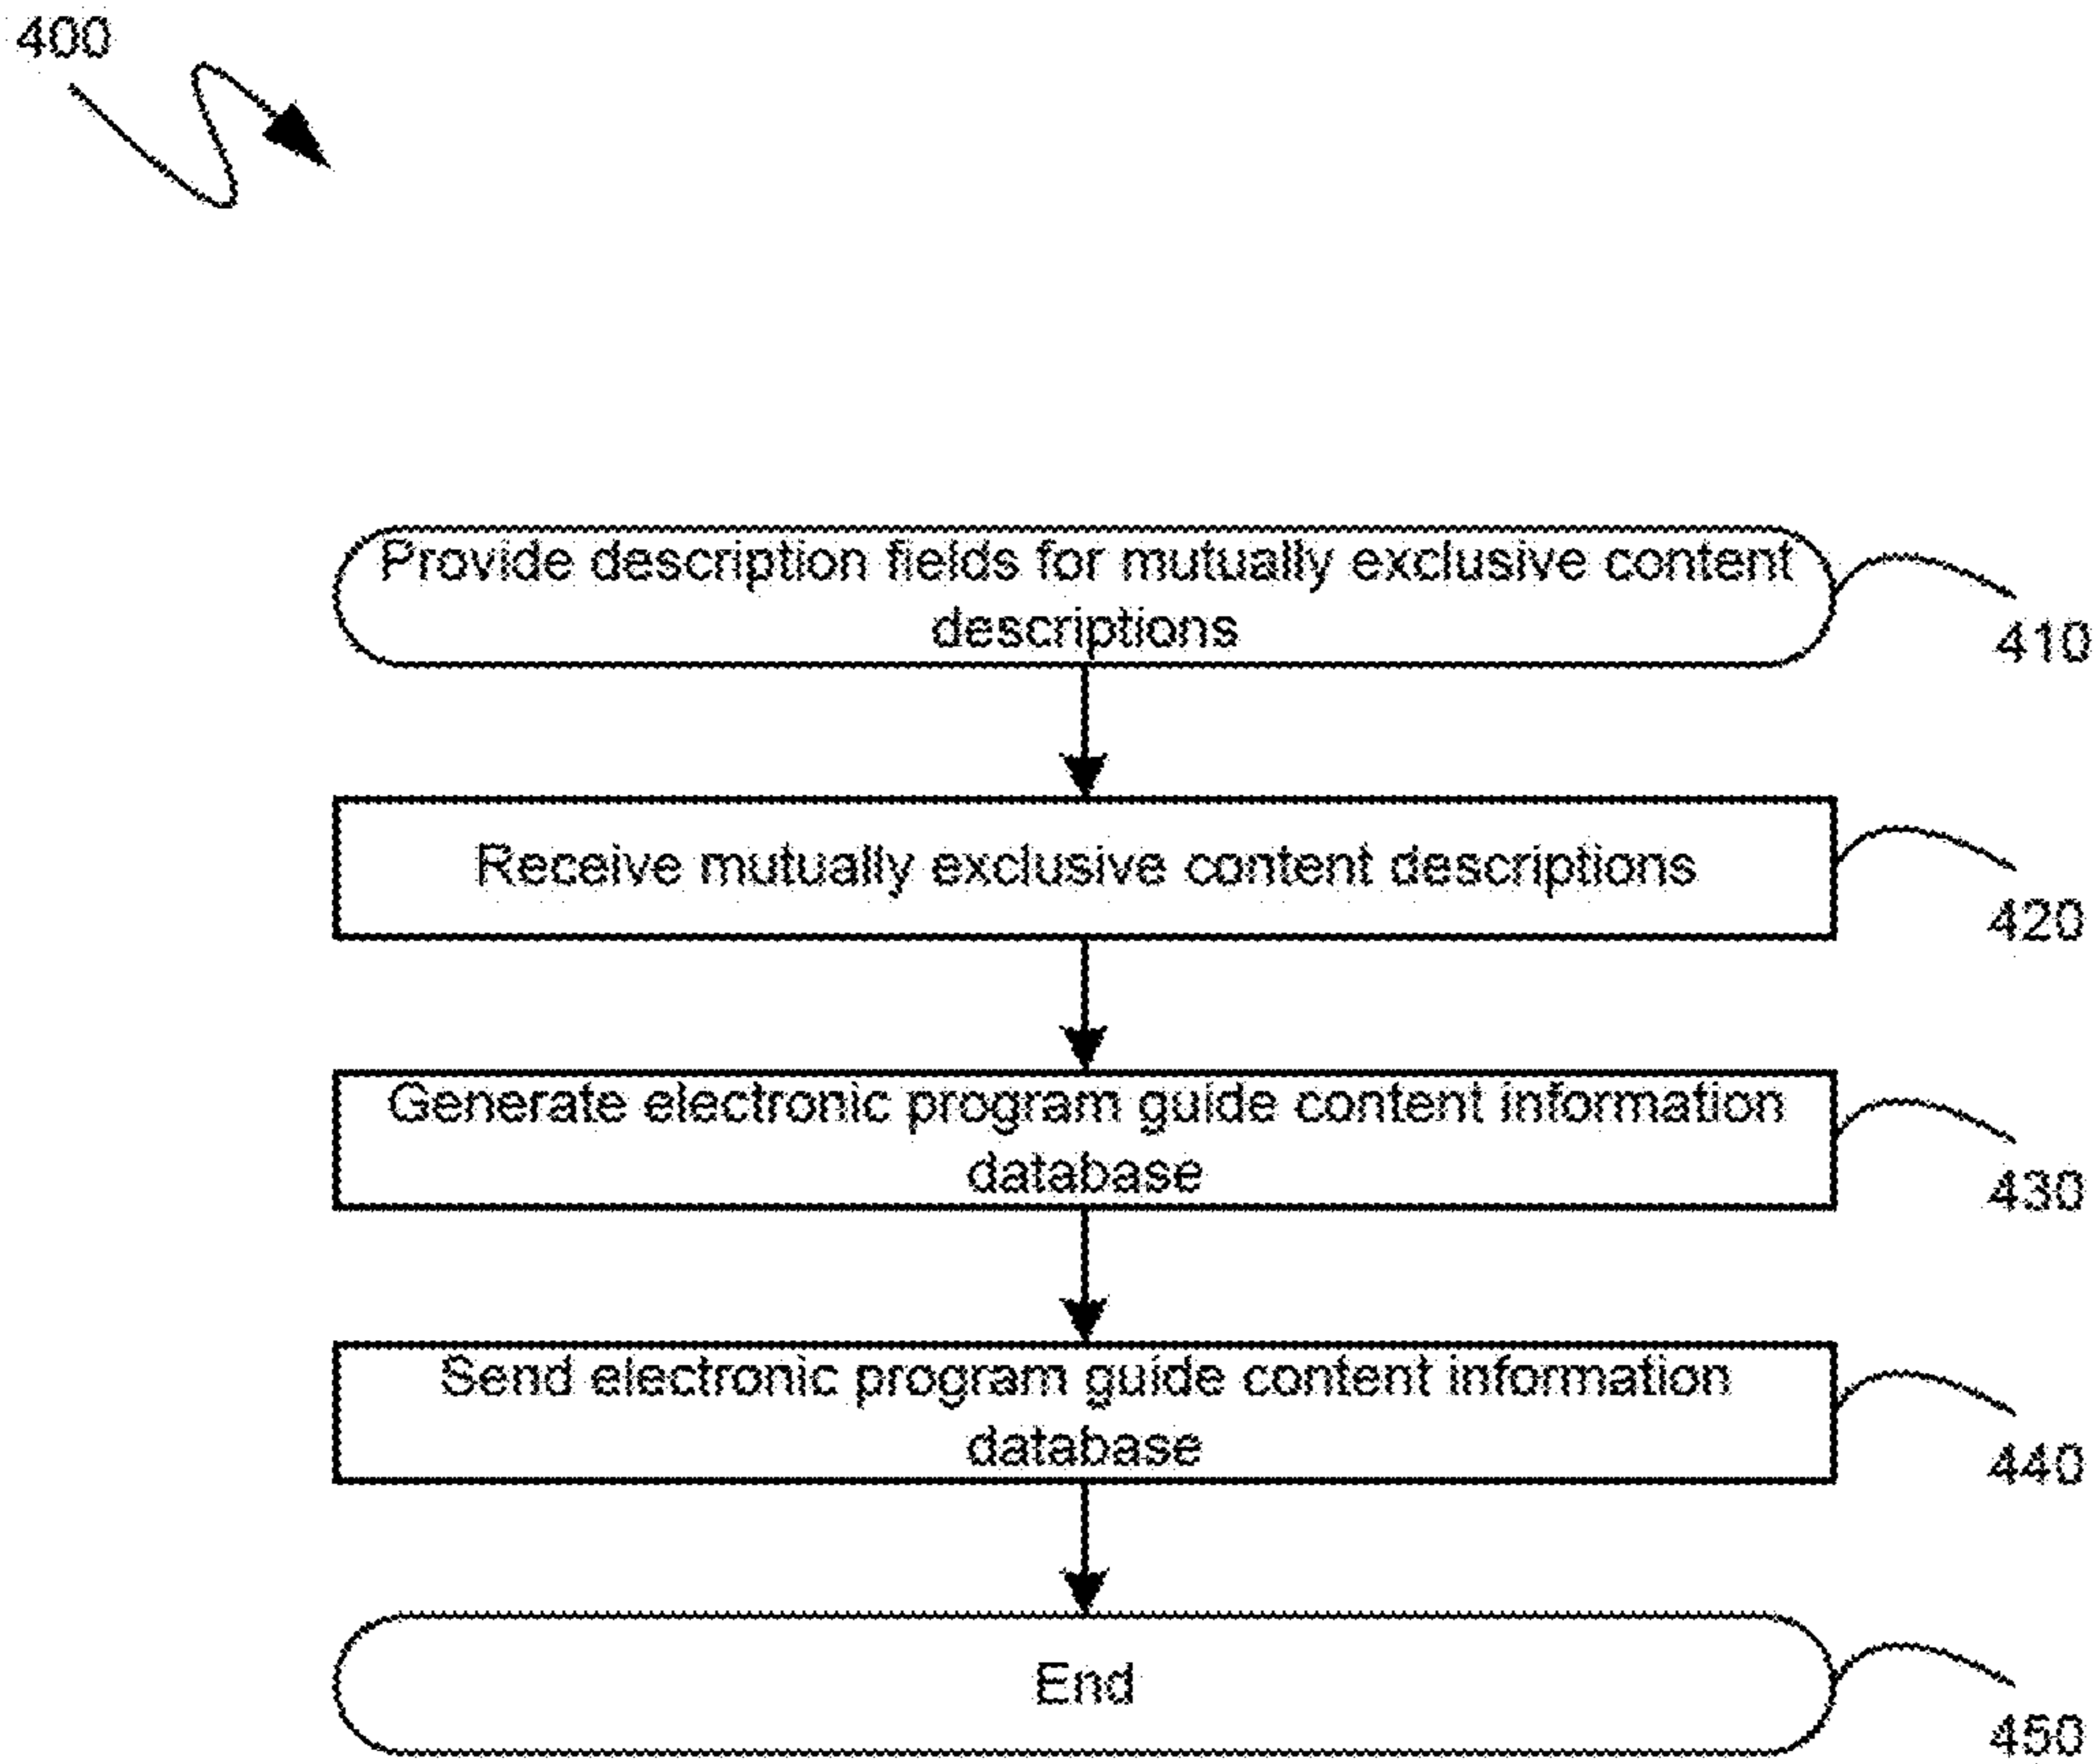 400
Provide description fields for mutually exclusive content
descriptions
410
Receive mutually exclusive content descriptions
420
Generate electronic program guide content information
database
430
Send electronic program guide content information
database
440
End
450